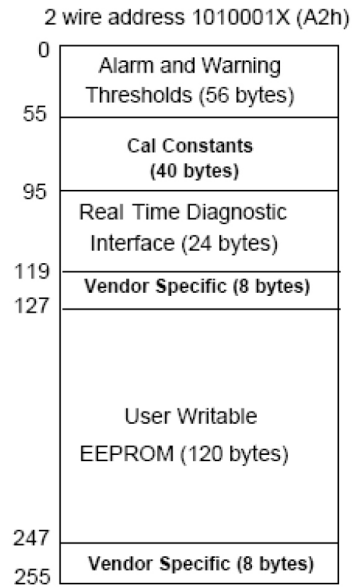 2 wire address 1010001X (A2h)
0
Alarm and Warning
Thresholds (56 bytes)
55
Cal Constants
(40 bytes)
95
Real Time Diagnostic
Interface (24 bytes)
119
Vendor Specific (8 bytes)
127
User Writable
EEPROM (120 bytes)
247
Vendor Specific (8 bytes)
255